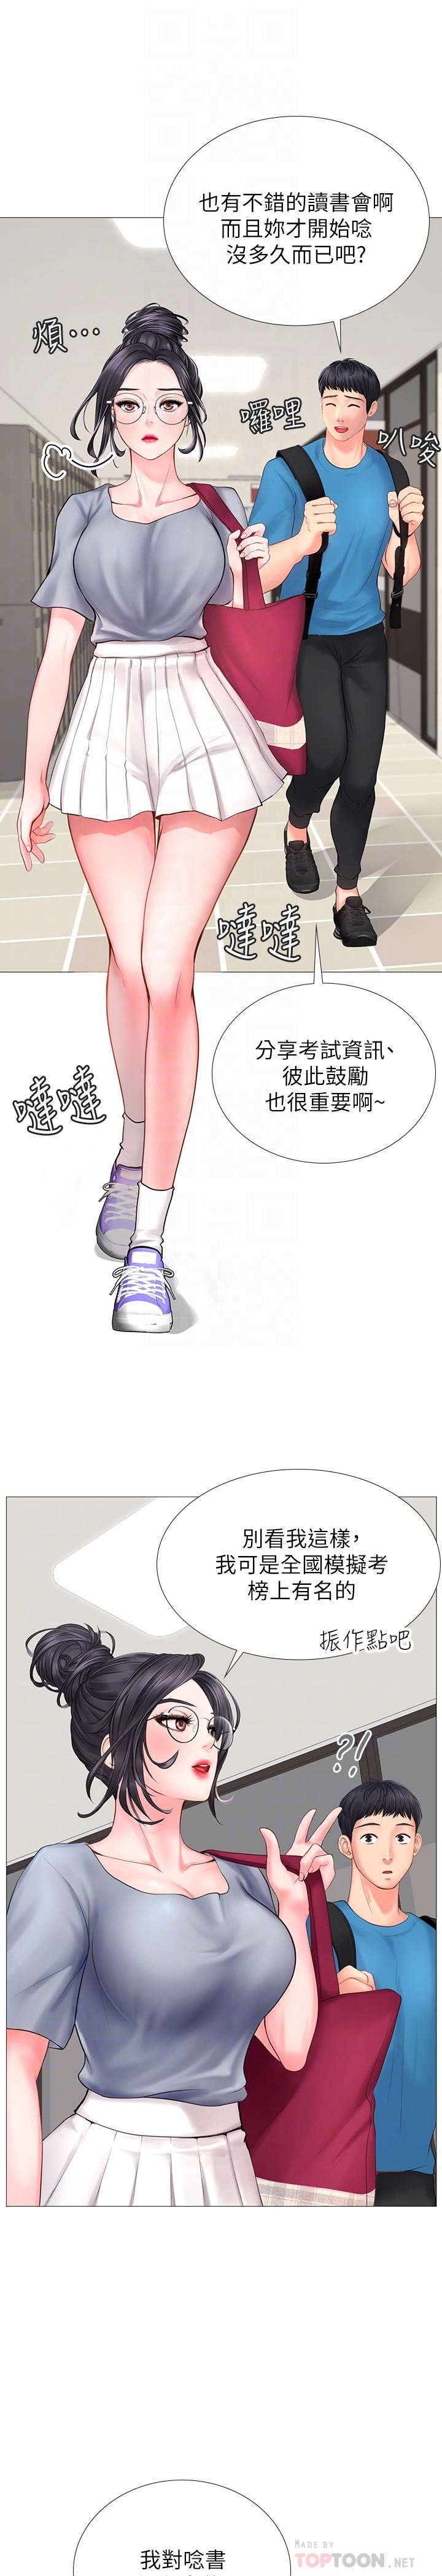 也有不錯的讀書會啊
而且妳才開始唸
沒多久而已吧?
煩…
囉哩
叭唆
噠噠
分享考試資訊、
彼此鼓勵
也很重要啊~
噠噠
別看我這樣,
我可是全國模擬考
榜上有名的
振作點吧
?!
我對唸書
MADE BY
TOPTOON.NET